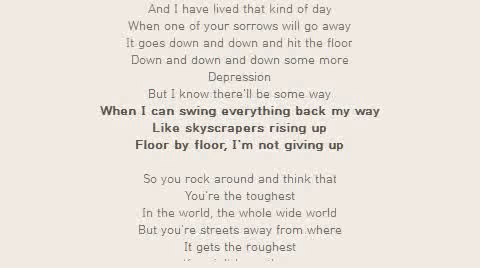 And I have lived that kind of day
When one of your sorrows will go away
It goes down and down and hit the floor
Down and down and down some more
Depression
But I know there'll be some way
When I can swing everything back my way
Like skyscrapers rising up
Floor by floor, I'm not giving up
So you rock around and think that
You're the toughest
In the world, the whole wide world
But you're streets away from where
It gets the roughest